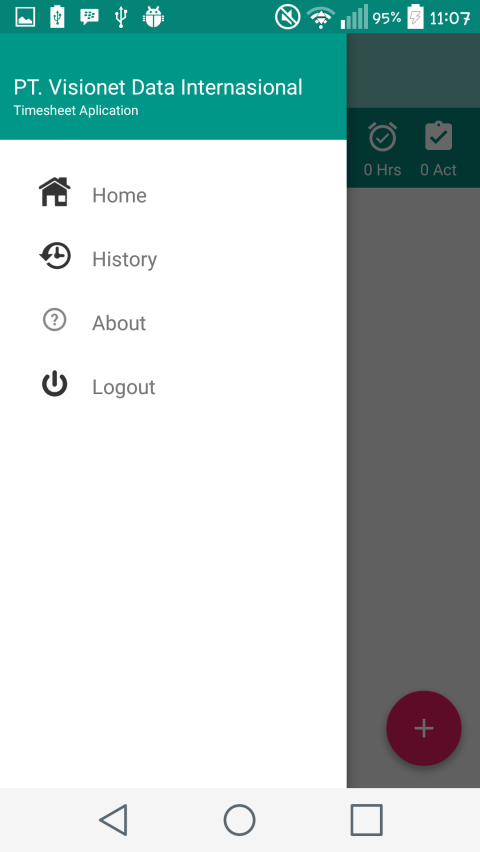 95% 11:07
PT. Visionet Data Internasional
Timesheet Aplication
0 Hrs 0 Act
Home
History
About
Logout